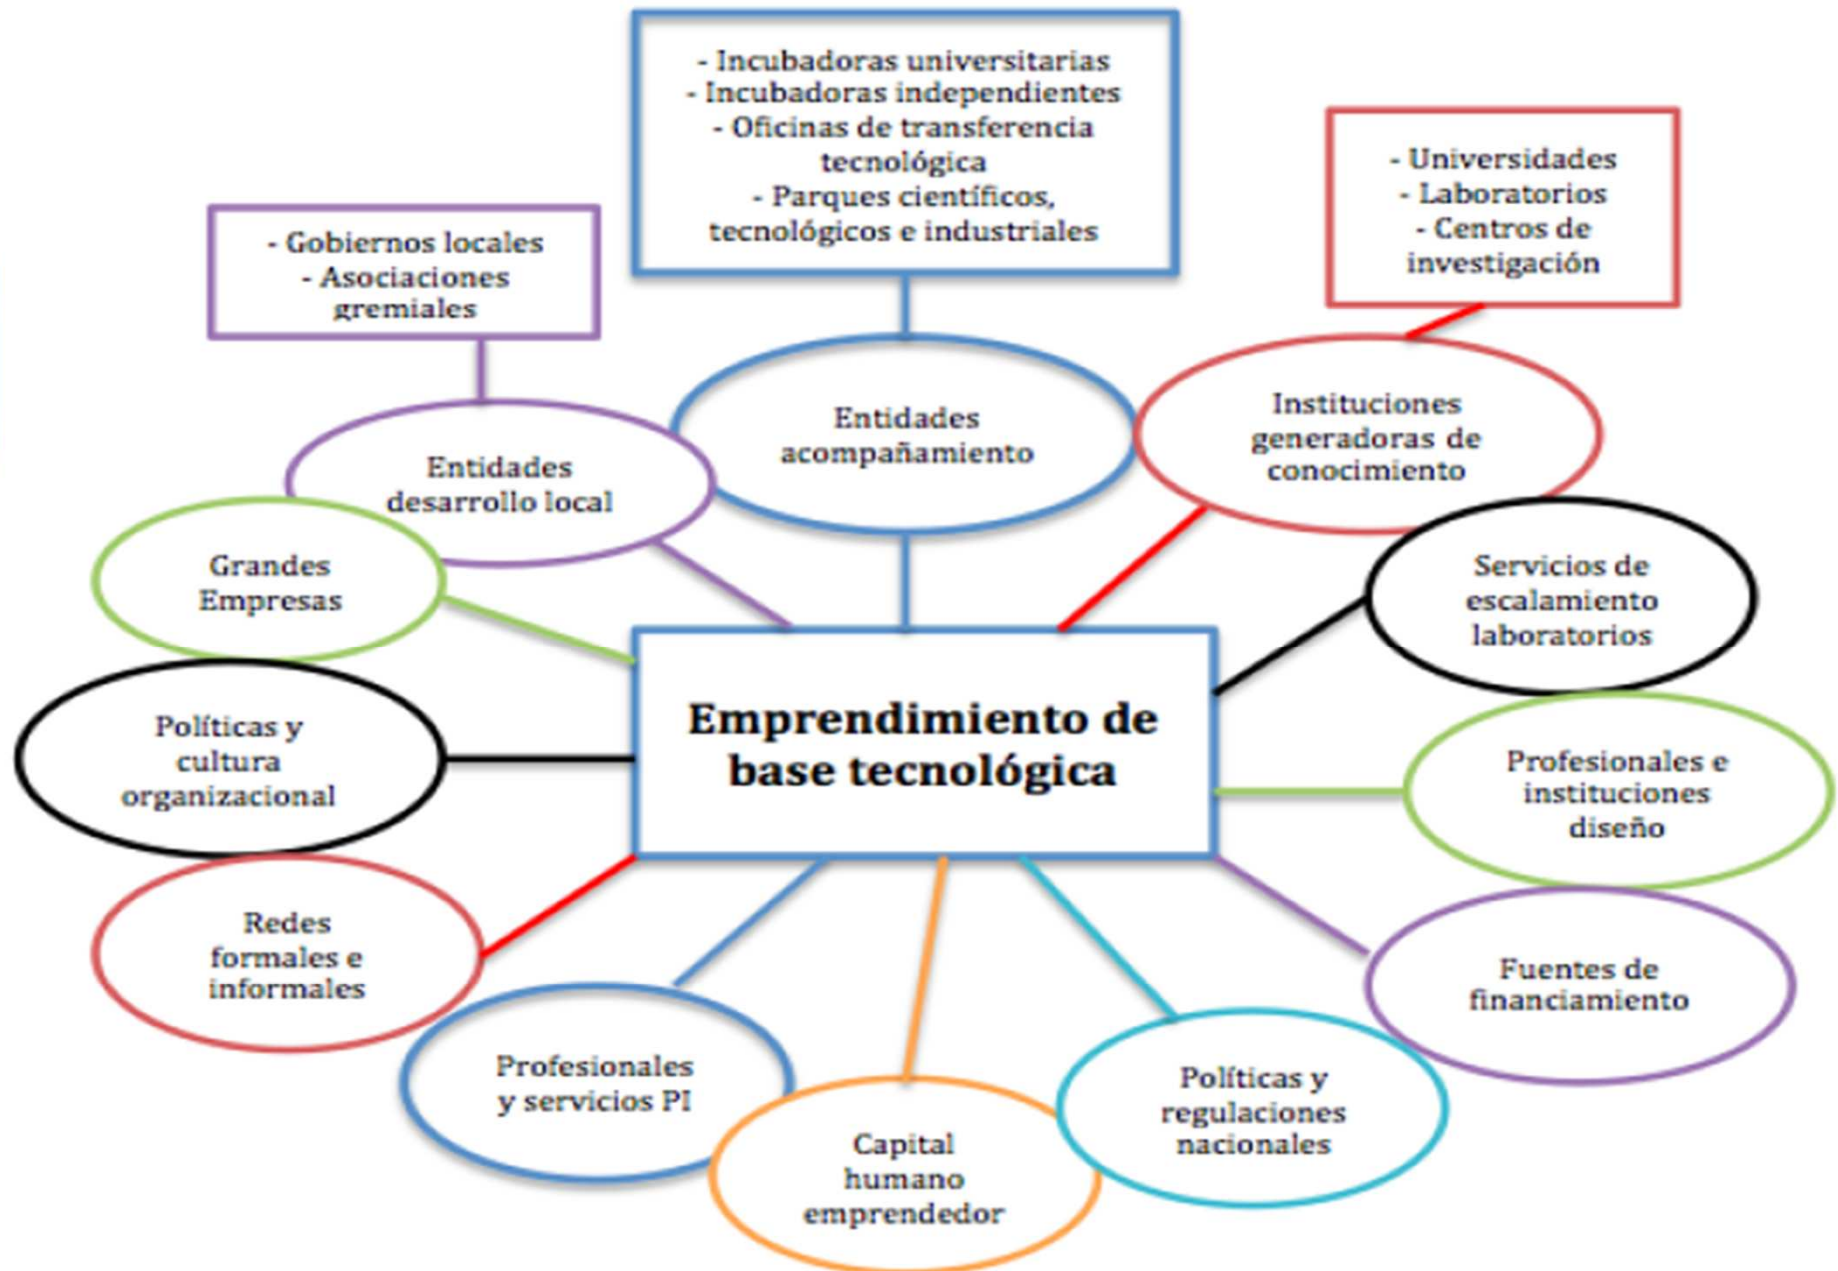 - Incubadoras universitarias
- Incubadoras independientes
- Oficinas de transferencia
tecnológica
- Parques científicos,
tecnológicos e industriales
- Universidades
- Laboratorios
- Centros de
investigación
- Gobiernos locales
- Asociaciones
gremiales
Entidades
acompañamiento
Instituciones
generadoras de
conocimiento
Entidades
desarrollo local
Grandes
Empresas
Servicios de
escalamiento
laboratorios
Políticas y
cultura
organizacional
Emprendimiento de
base tecnológica
Profesionales e
instituciones
diseño
Redes
formales e
informales
Fuentes de
financiamiento
Profesionales
y servicios PI
Capital
humano
emprendedor
Políticas y
regulaciones
nacionales